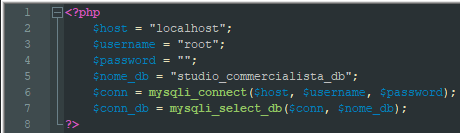 1 <?php
2 $host = "localhost";
3 $username = "root";
4 $password = "";
5 $nome_db = "studio_commercialista_db";
6 $conn = mysqli_connect($host, $username, $password);
7 $conn_db = mysqli_select_db($conn, $nome_db);
8 ?>